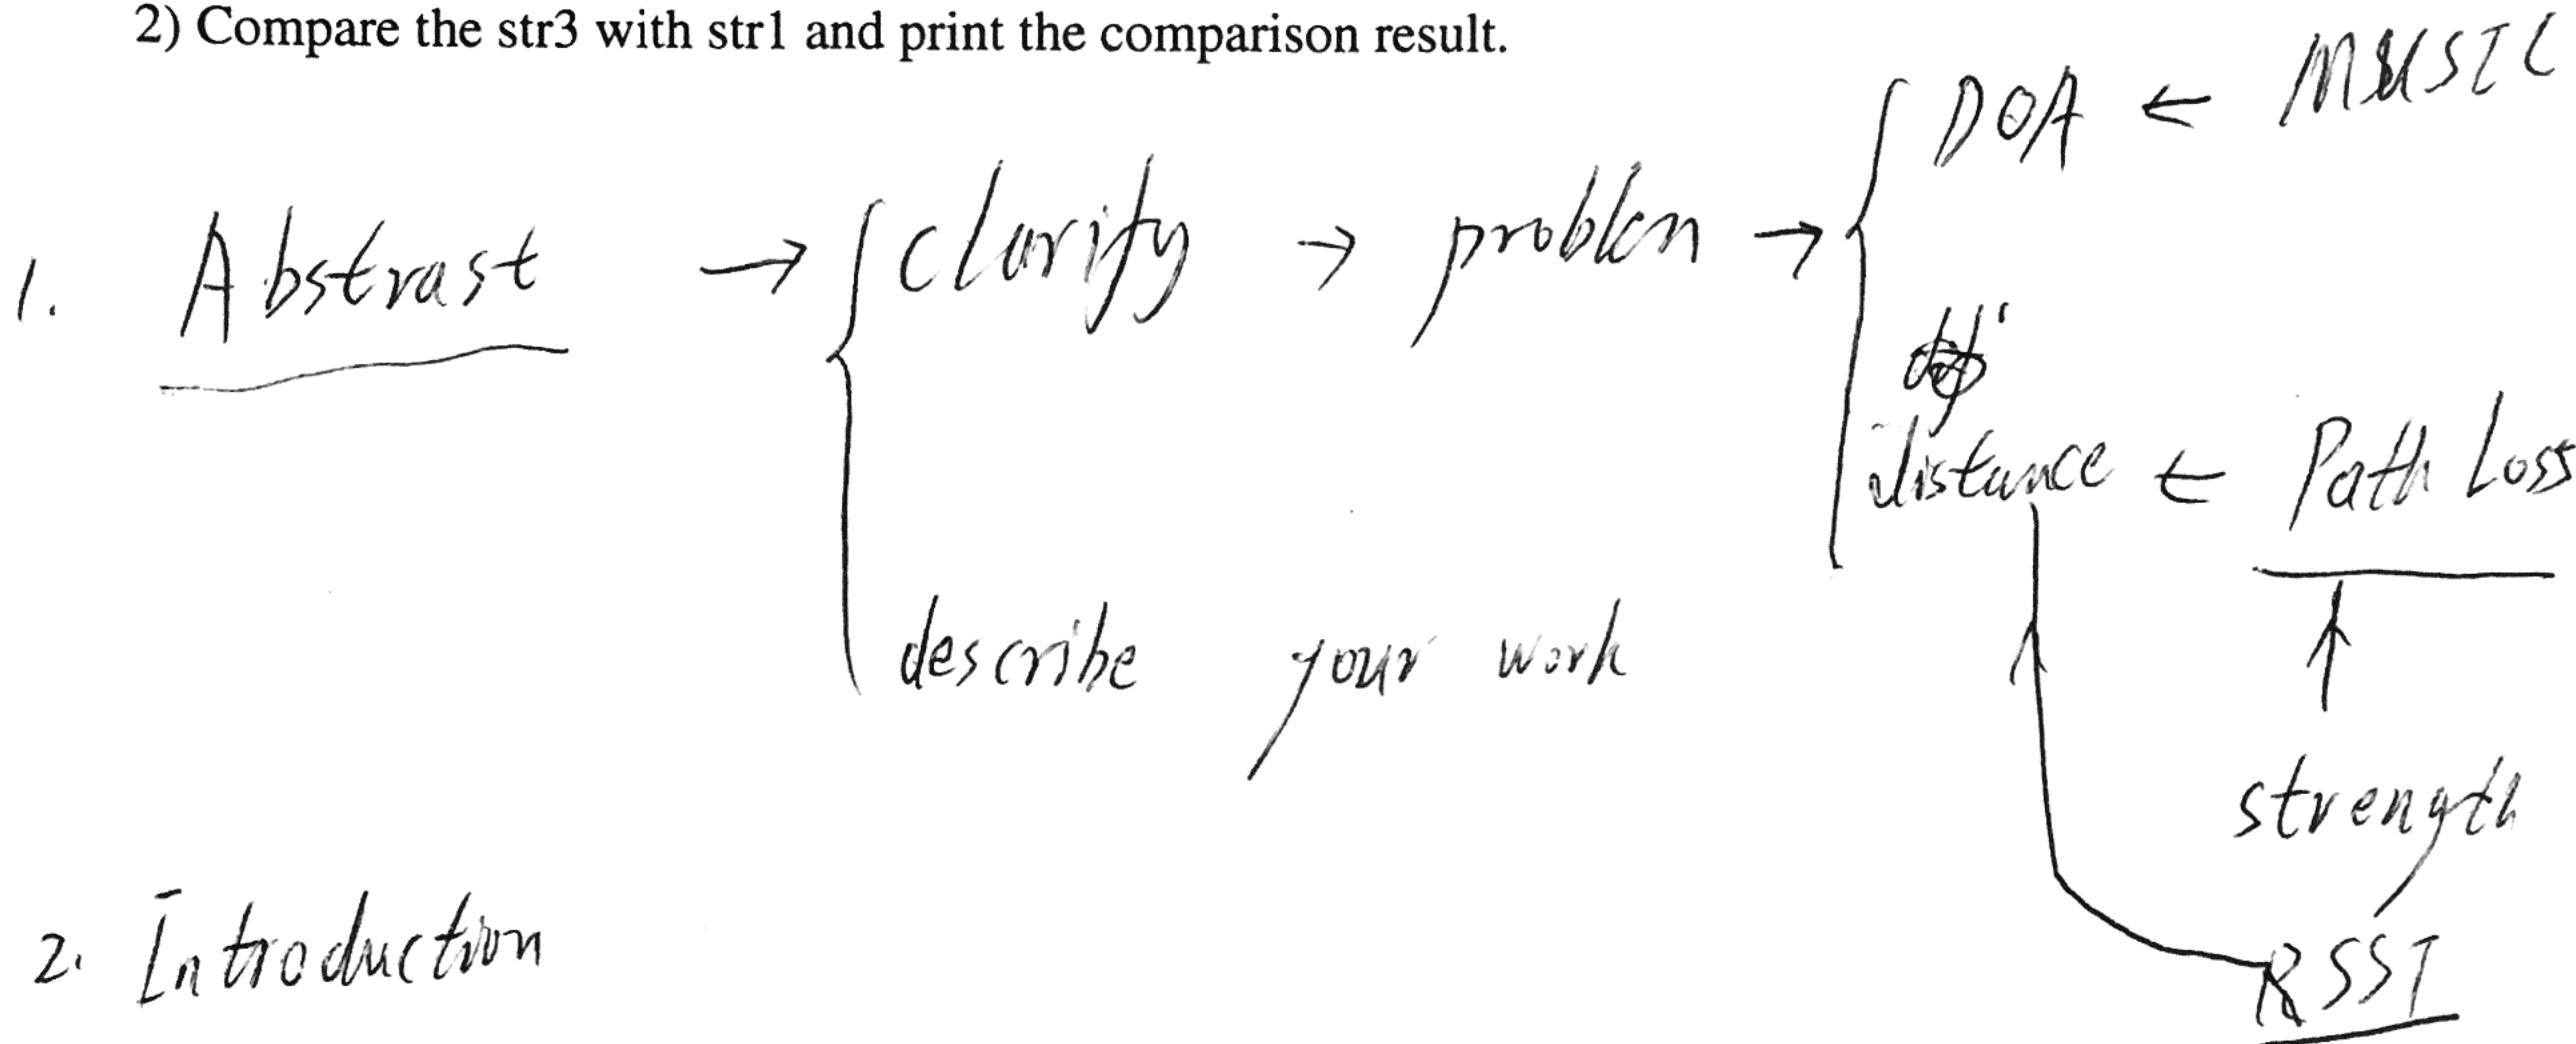 2) Compare the str3 with str1 and print the comparison result.
DOA ← MUSIC
1. Abstrast → { clarify → problem → {
distance ← Path Loss
describe your work
strength
2. Introduction
RSSI